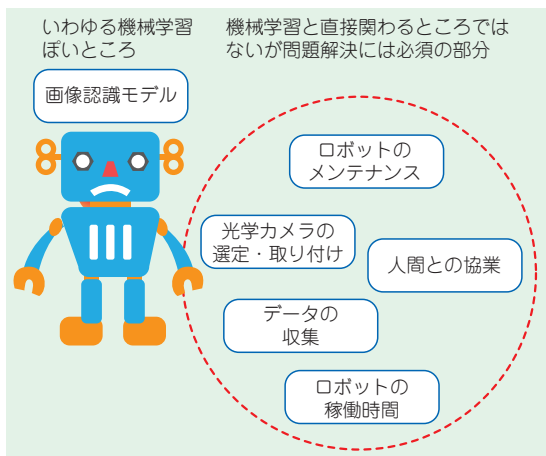 いわゆる機械学習
ぽいところ
機械学習と直接関わるところでは
ないが問題解決には必須の部分
画像認識モデル
ロボットの
メンテナンス
光学カメラの
選定・取り付け
人間との協業
データの
収集
ロボットの
稼働時間